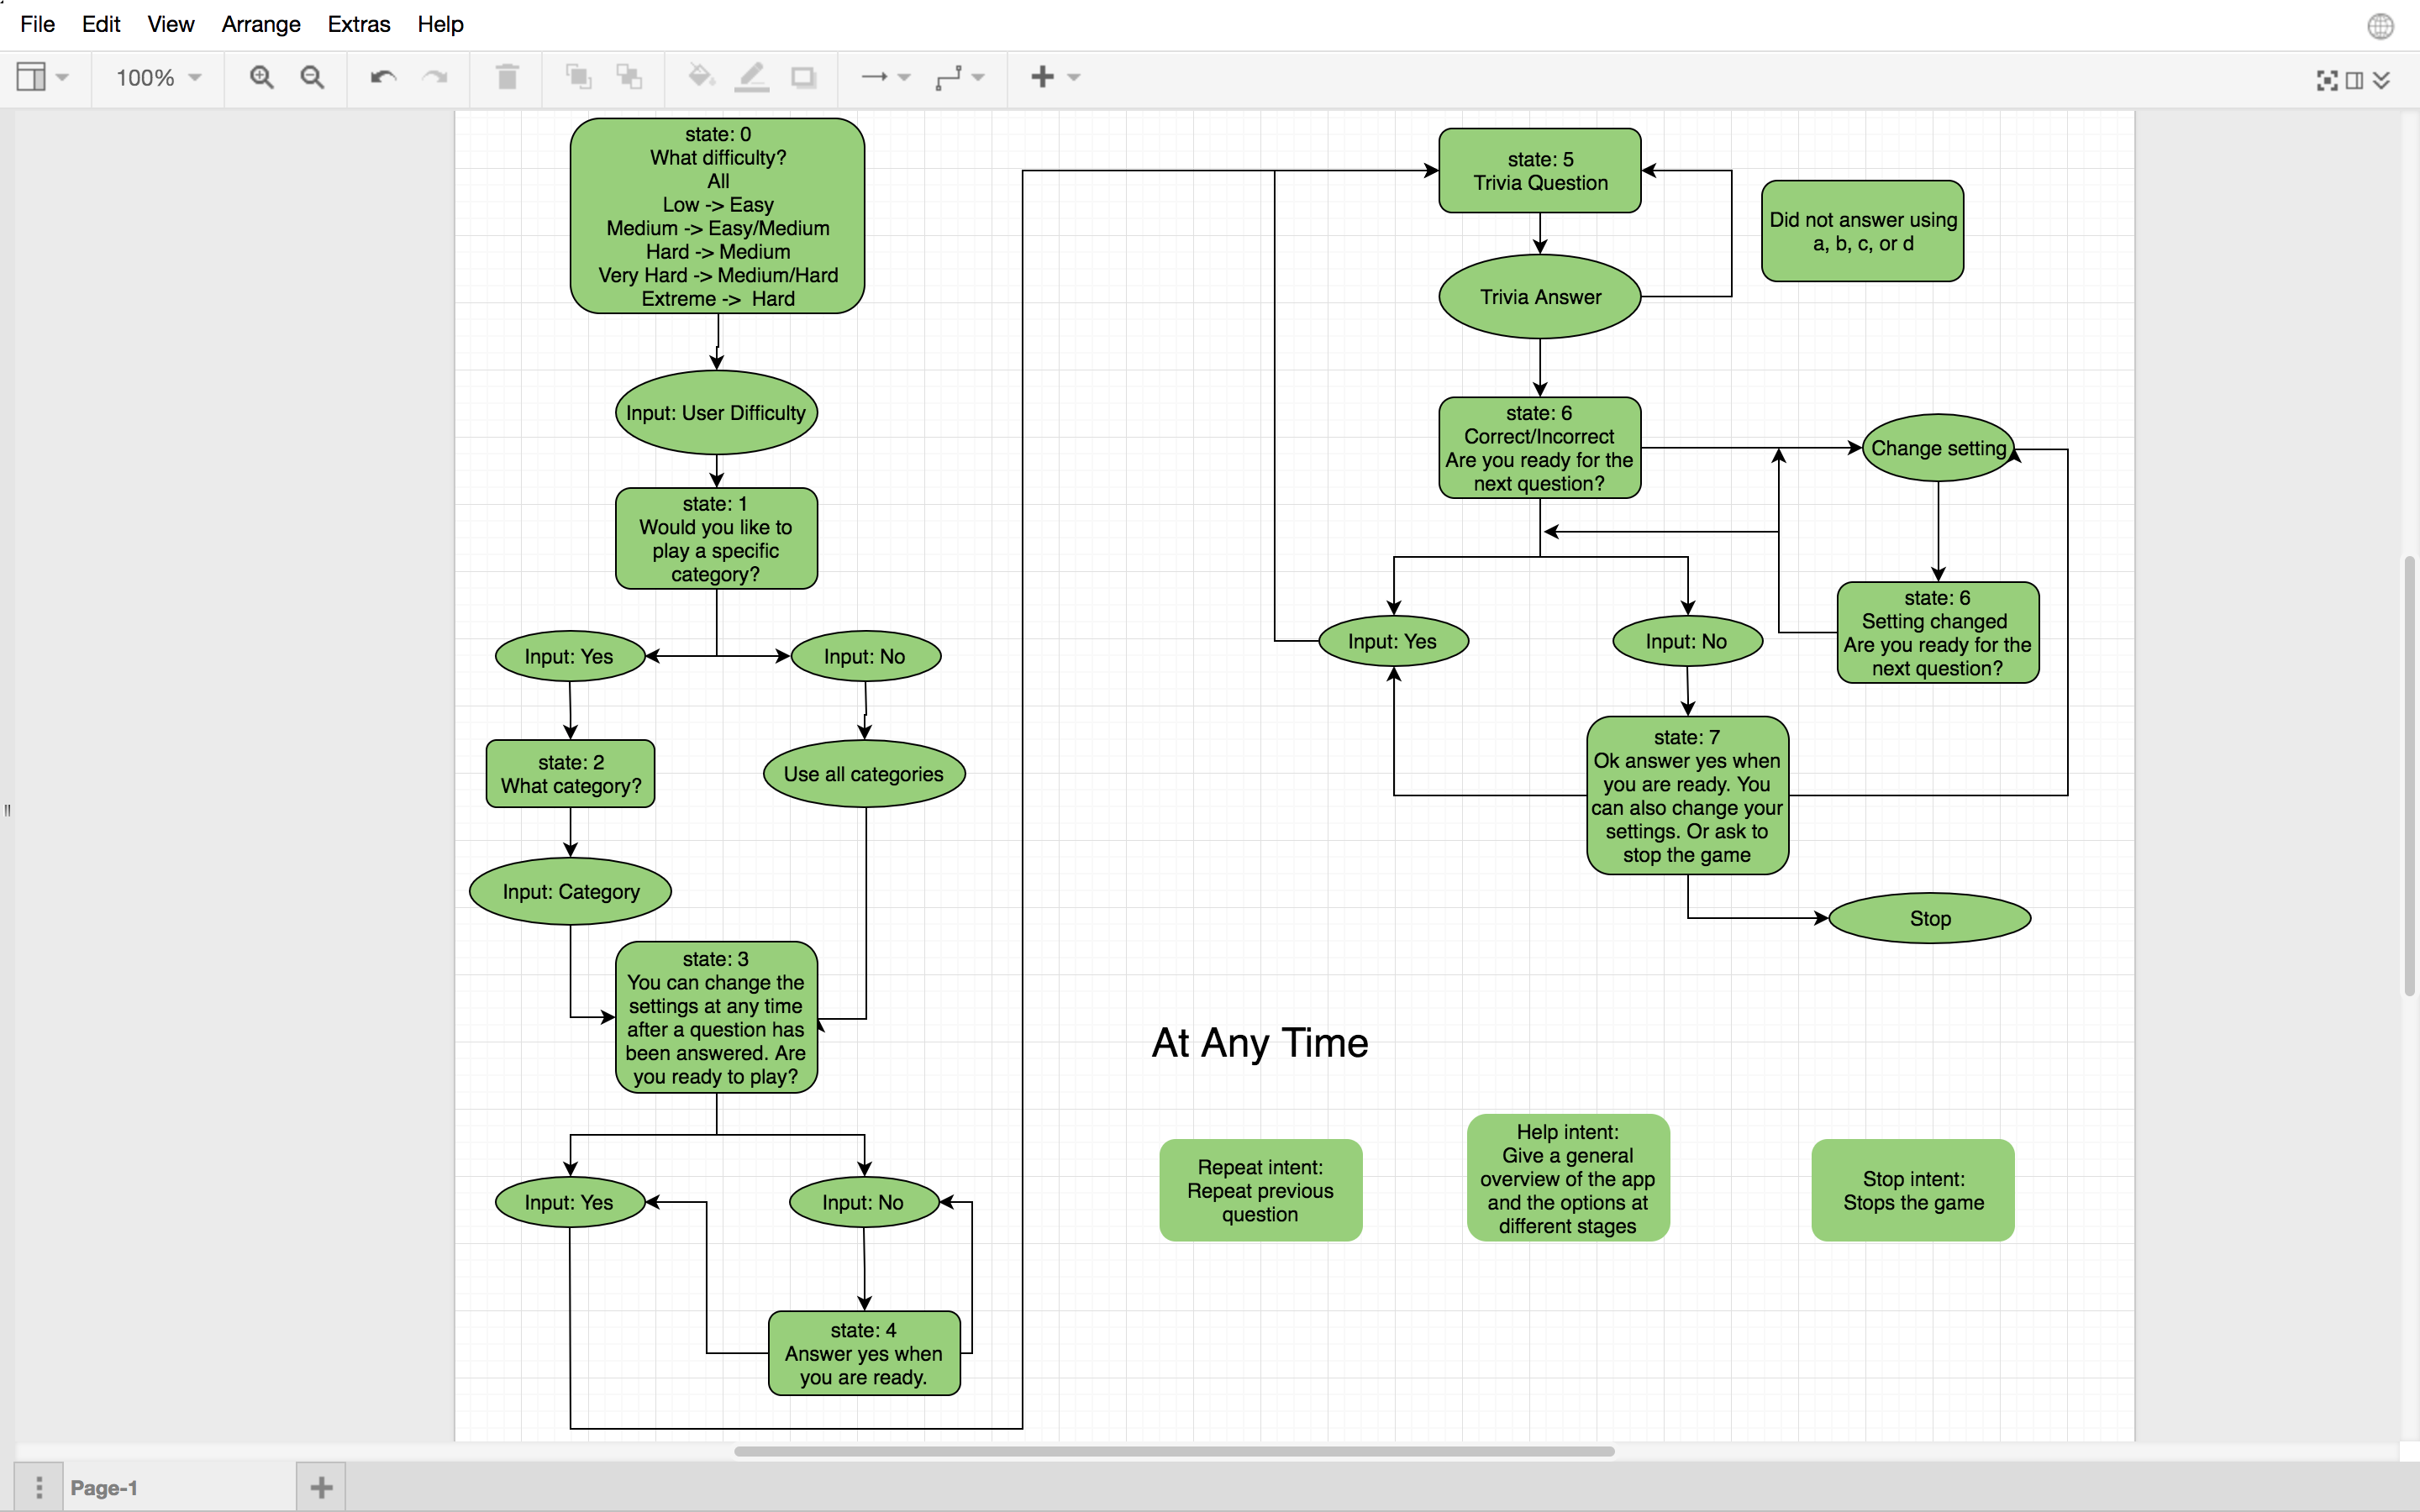 File Edit View Arrange Extras Help
100%
state: 0
What difficulty?
All
Low -> Easy
Medium -> Easy/Medium
Hard -> Medium
Very Hard -> Medium/Hard
Extreme -> Hard
Input: User Difficulty
state: 1
Would you like to
play a specific
category?
Input: Yes
Input: No
state: 2
What category?
Use all categories
Input: Category
state: 3
You can change the
settings at any time
after a question has
been answered. Are
you ready to play?
Input: Yes
Input: No
state: 4
Answer yes when
you are ready.
state: 5
Trivia Question
Did not answer using
a, b, c, or d
Trivia Answer
state: 6
Correct/Incorrect
Are you ready for the
next question?
Change setting
state: 6
Setting changed
Are you ready for the
next question?
Input: Yes
Input: No
state: 7
Ok answer yes when
you are ready. You
can also change your
settings. Or ask to
stop the game
Stop
At Any Time
Repeat intent:
Repeat previous
question
Help intent:
Give a general
overview of the app
and the options at
different stages
Stop intent:
Stops the game
Page-1